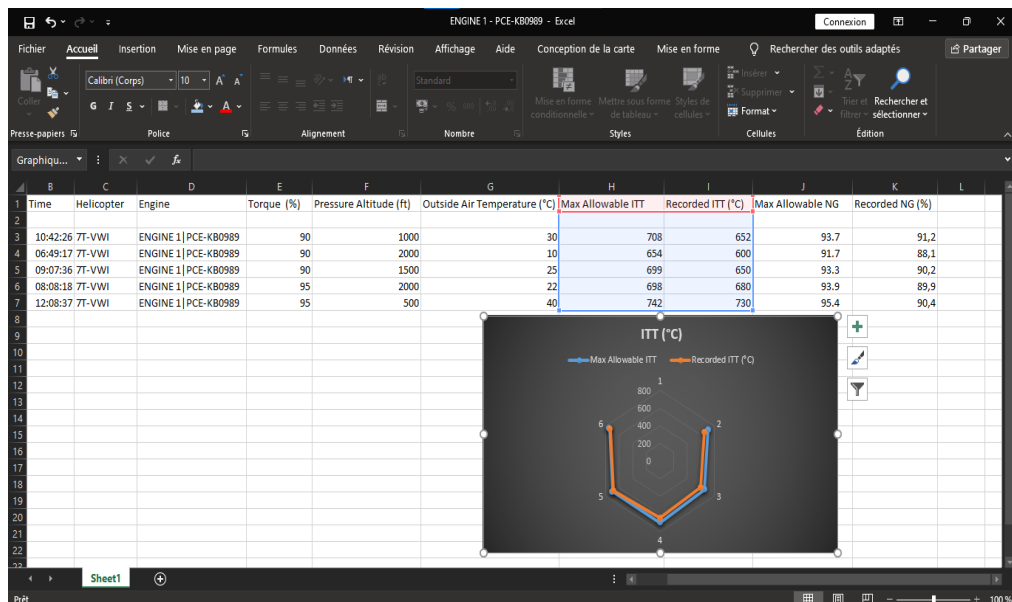 ENGINE 1 - PCE-KB0989 - Excel
Connexion
Fichier Accueil Insertion Mise en page Formules Données Révision Affichage Aide Conception de la carte Mise en forme Rechercher des outils adaptés Partager
Calibri (Corps) 10 A A Standard Insérer
Coller Mise en forme Mettre sous forme Styles de Supprimer Trier et Rechercher et
G I S conditionnelle de tableau cellules Format filtrer sélectionner
Presse-papiers Police Alignement Nombre Styles Cellules Édition
Graphiqu... fx
B C D E F G H I J K L
1 Time Helicopter Engine Torque (%) Pressure Altitude (ft) Outside Air Temperature (°C) Max Allowable ITT Recorded ITT (°C) Max Allowable NG Recorded NG (%)
2
3 10:42:26 7T-VWI ENGINE 1|PCE-KB0989 90 1000 30 708 652 93.7 91,2
4 06:49:17 7T-VWI ENGINE 1|PCE-KB0989 90 2000 10 654 600 91.7 88,1
5 09:07:36 7T-VWI ENGINE 1|PCE-KB0989 90 1500 25 699 650 93.3 90,2
6 08:08:18 7T-VWI ENGINE 1|PCE-KB0989 95 2000 22 698 680 93.9 89,9
7 12:08:37 7T-VWI ENGINE 1|PCE-KB0989 95 500 40 742 730 95.4 90,4
8
9
10
11
12
13
14
15
16
17
18
19
20
21
22
23
ITT (°C)
Max Allowable ITT Recorded ITT (°C)
1
800
600
6 400 2
200
0
5 3
4
Sheet1
Prêt 100 %